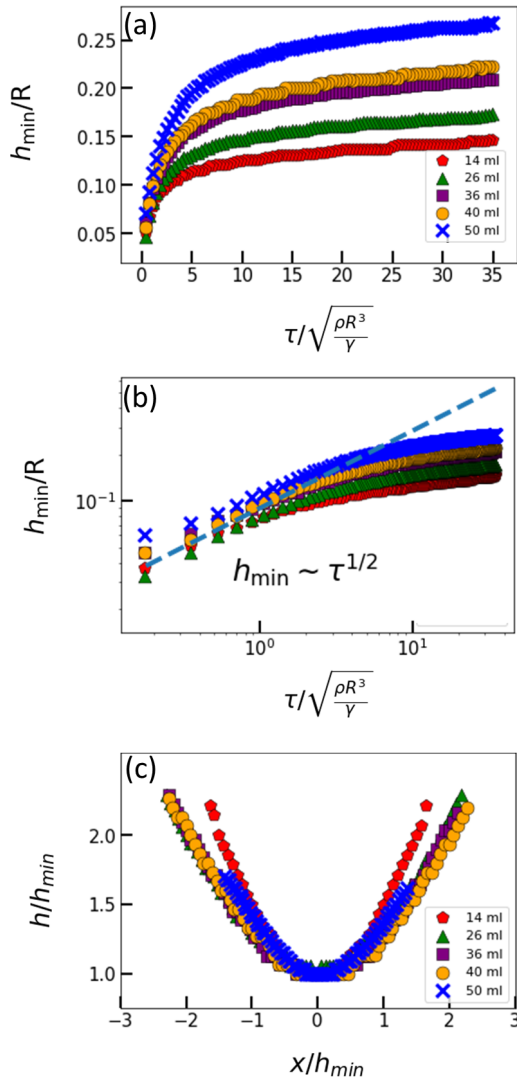 (a)
h_min/R
0.25
0.20
0.15
0.10
0.05
14 ml
26 ml
36 ml
40 ml
50 ml
0 5 10 15 20 25 30 35
τ/√(ρR³/γ)
(b)
h_min/R
10⁻¹
h_min ~ τ^1/2
10⁰ 10¹
τ/√(ρR³/γ)
(c)
h/h_min
2.0
1.5
1.0
14 ml
26 ml
36 ml
40 ml
50 ml
−3 −2 −1 0 1 2 3
x/h_min